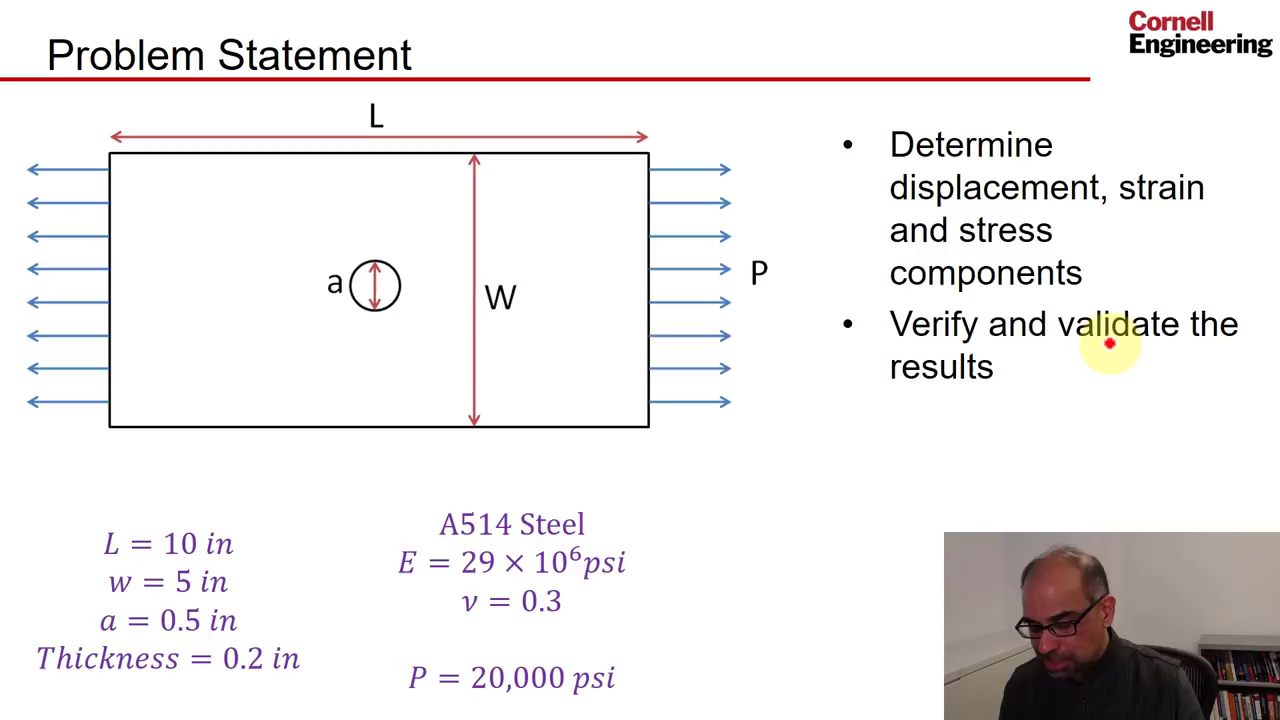 Problem Statement
Cornell
Engineering
L
a
W
P
• Determine
displacement, strain
and stress
components
• Verify and validate the
results
L = 10 in
w = 5 in
a = 0.5 in
Thickness = 0.2 in
A514 Steel
E = 29 × 10⁶psi
ν = 0.3
P = 20,000 psi